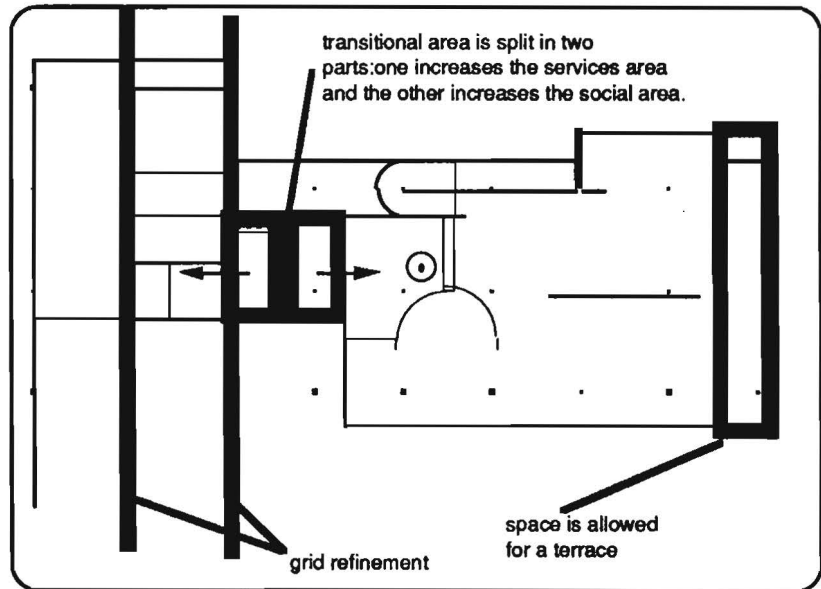 transitional area is split in two
parts:one increases the services area
and the other increases the social area.
space is allowed
for a terrace
grid refinement